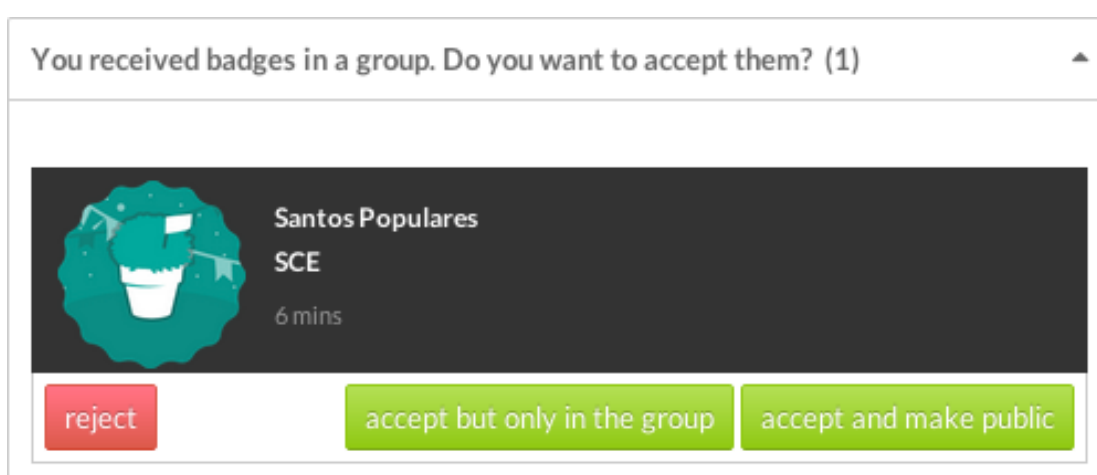 You received badges in a group. Do you want to accept them? (1)
Santos Populares
SCE
6 mins
reject
accept but only in the group
accept and make public